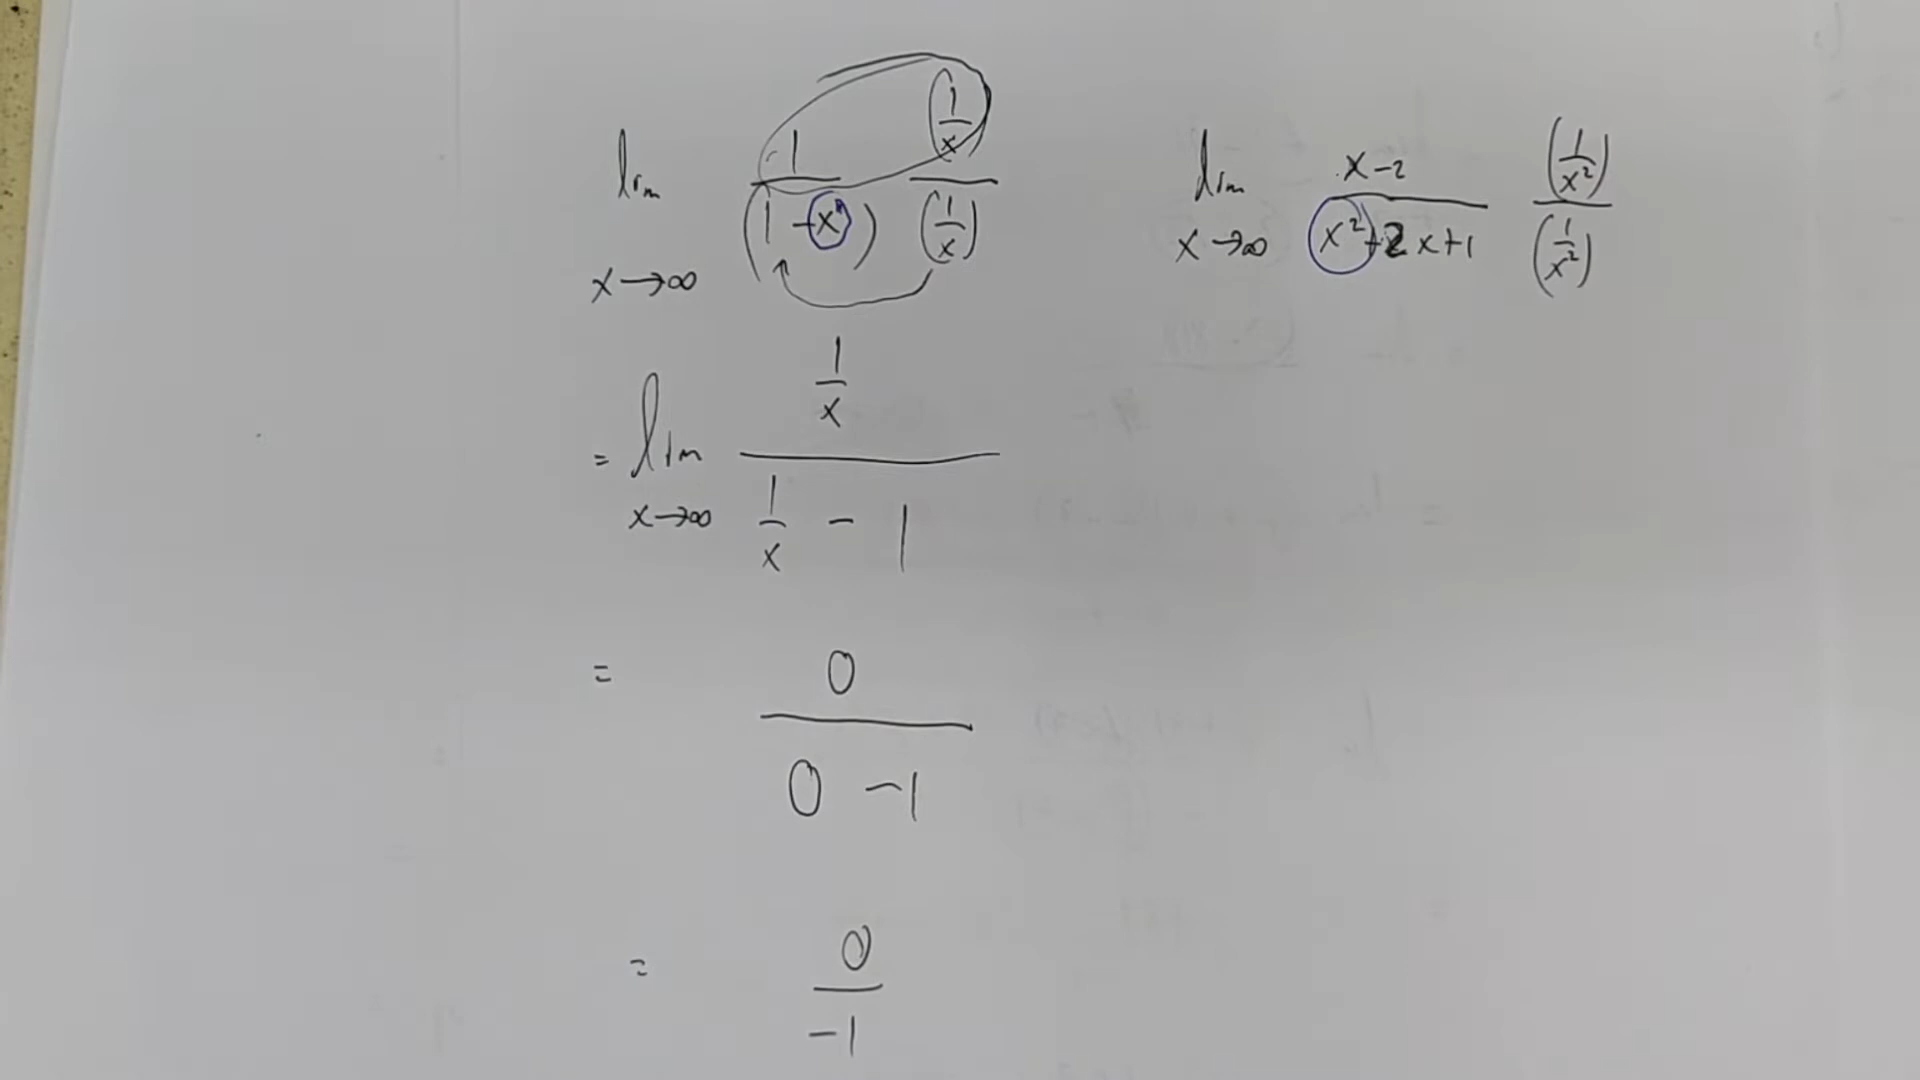 lim x→∞ 1/(1 - x¹) (1/x)/(1/x)
= lim x→∞ (1/x)/(1/x - 1)
= 0/(0 - 1)
= 0/-1
lim x→∞ (x-2)/(x²+2x+1) (1/x²)/(1/x²)